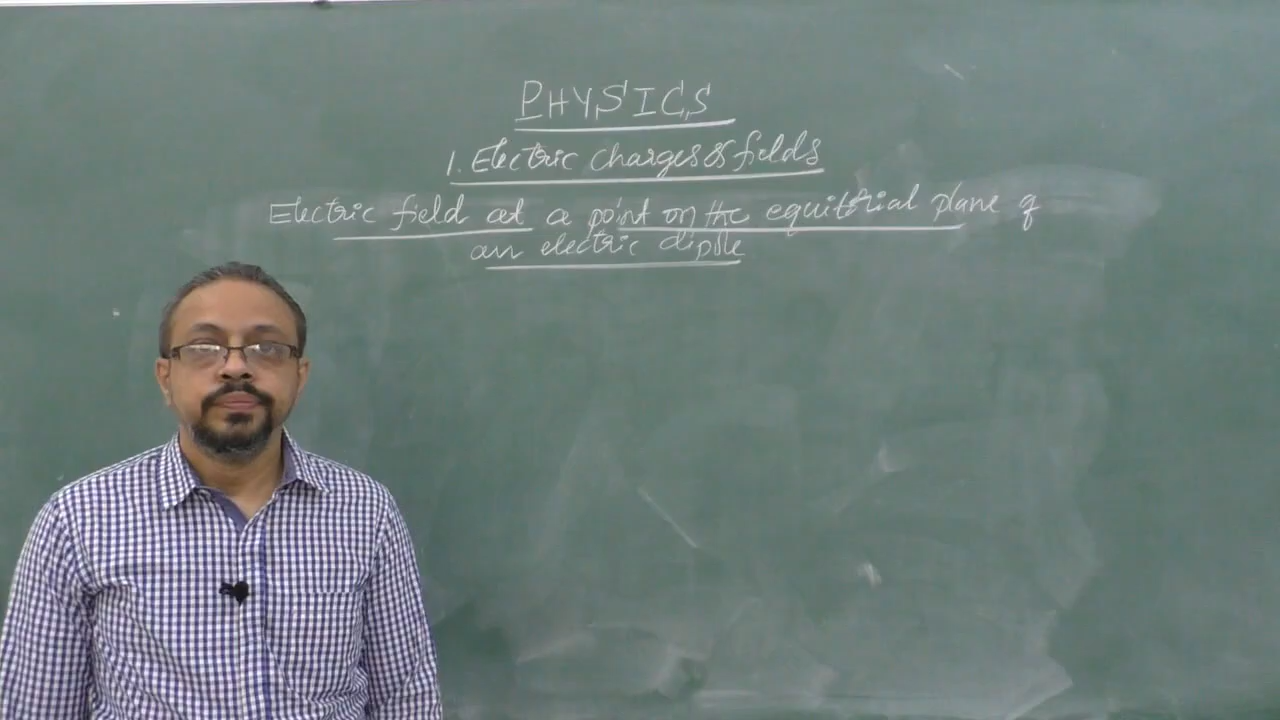 PHYSICS
1. Electric charges & fields
Electric field at a point on the equitorial plane of
an electric dipole